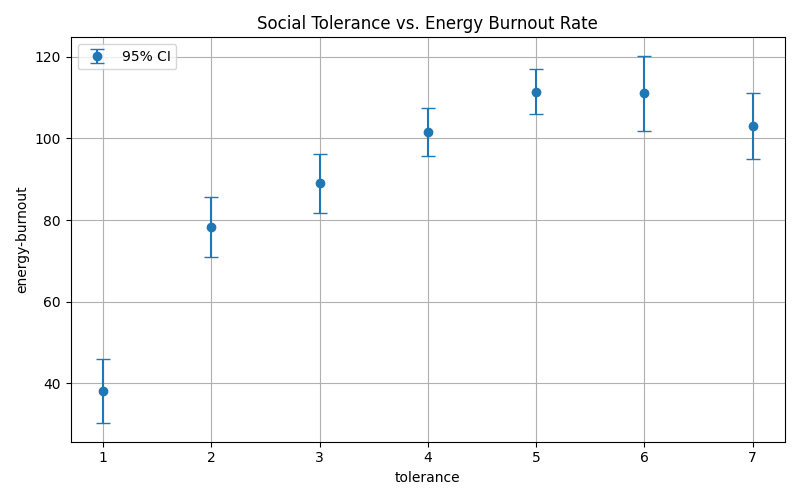 Social Tolerance vs. Energy Burnout Rate
95% CI
energy-burnout
120
100
80
60
40
1 2 3 4 5 6 7
tolerance